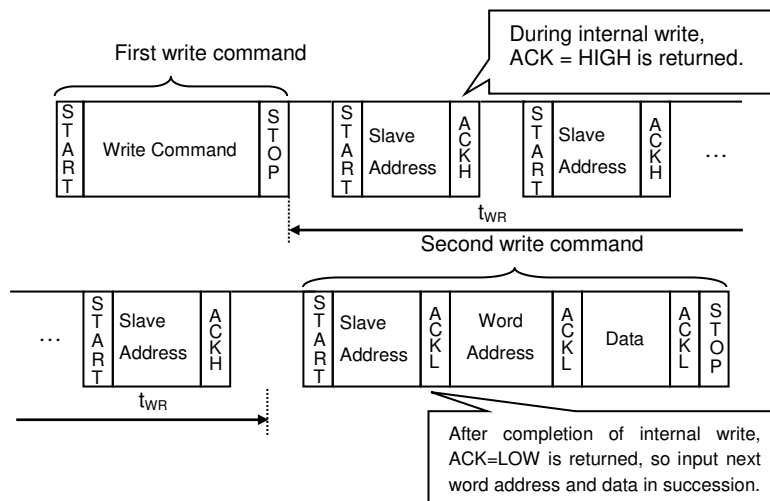 First write command
During internal write,
ACK = HIGH is returned.
START
Write Command
STOP
START
Slave
Address
ACKH
START
Slave
Address
ACKH
…
tWR
Second write command
…
START
Slave
Address
ACKH
START
Slave
Address
ACKL
Word
Address
ACKL
Data
ACKL
STOP
tWR
After completion of internal write,
ACK=LOW is returned, so input next
word address and data in succession.